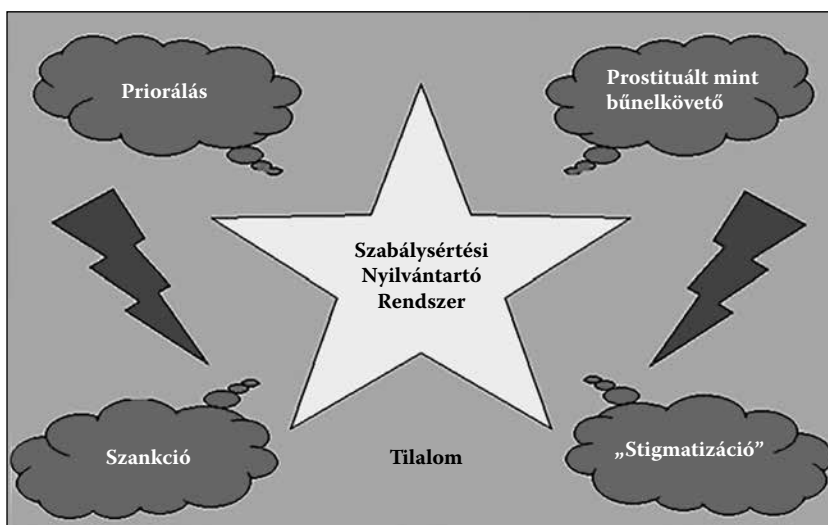 Priorálás
Prostituált mint
bűnelkövető
Szabálysértési
Nyilvántartó
Rendszer
Szankció
Tilalom
„Stigmatizáció”